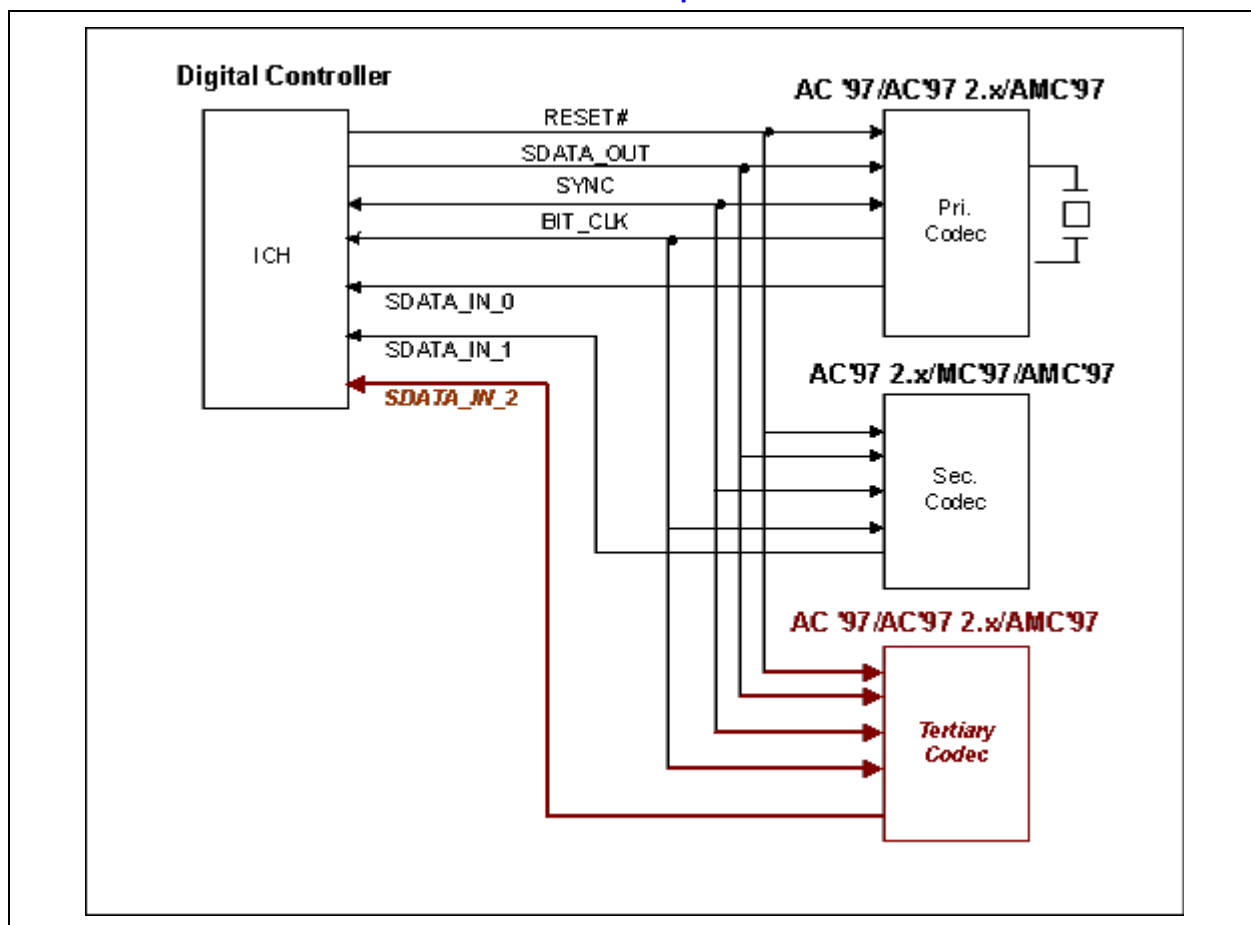 Digital Controller
AC '97/AC'97 2.x/AMC'97
RESET#
SDATA_OUT
SYNC
BIT_CLK
ICH
Pri.
Codec
SDATA_IN_0
SDATA_IN_1
SDATA_IN_2
AC'97 2.x/MC'97/AMC'97
Sec.
Codec
AC '97/AC'97 2.x/AMC'97
Tertiary
Codec